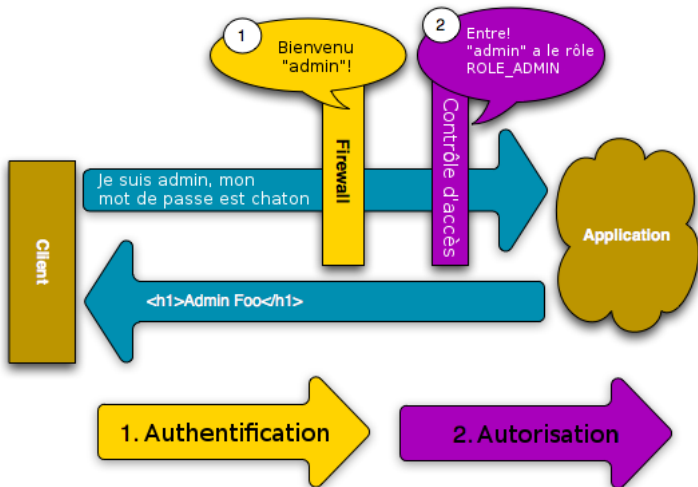 1
Bienvenu
"admin"!
2
Entre!
"admin" a le rôle
ROLE_ADMIN
Firewall
Contrôle d'accès
Je suis admin, mon
mot de passe est chaton
Client
Application
<h1>Admin Foo</h1>
1. Authentification
2. Autorisation